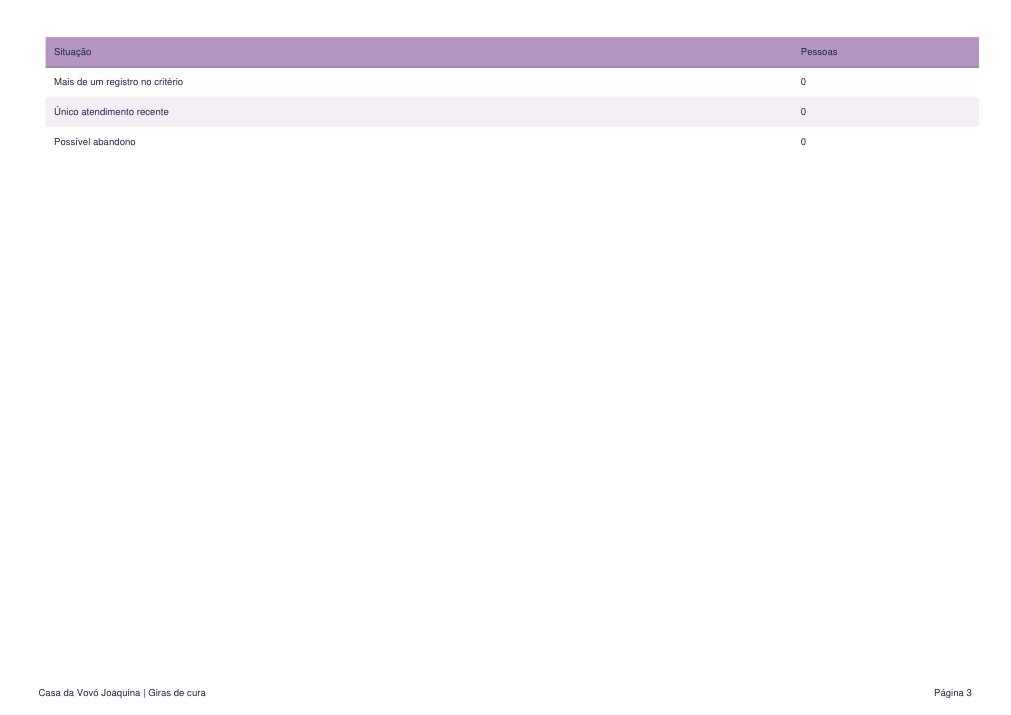 Situação Pessoas
Mais de um registro no critério 0
Único atendimento recente 0
Possível abandono 0
Casa da Vovó Joaquina | Giras de cura Página 3